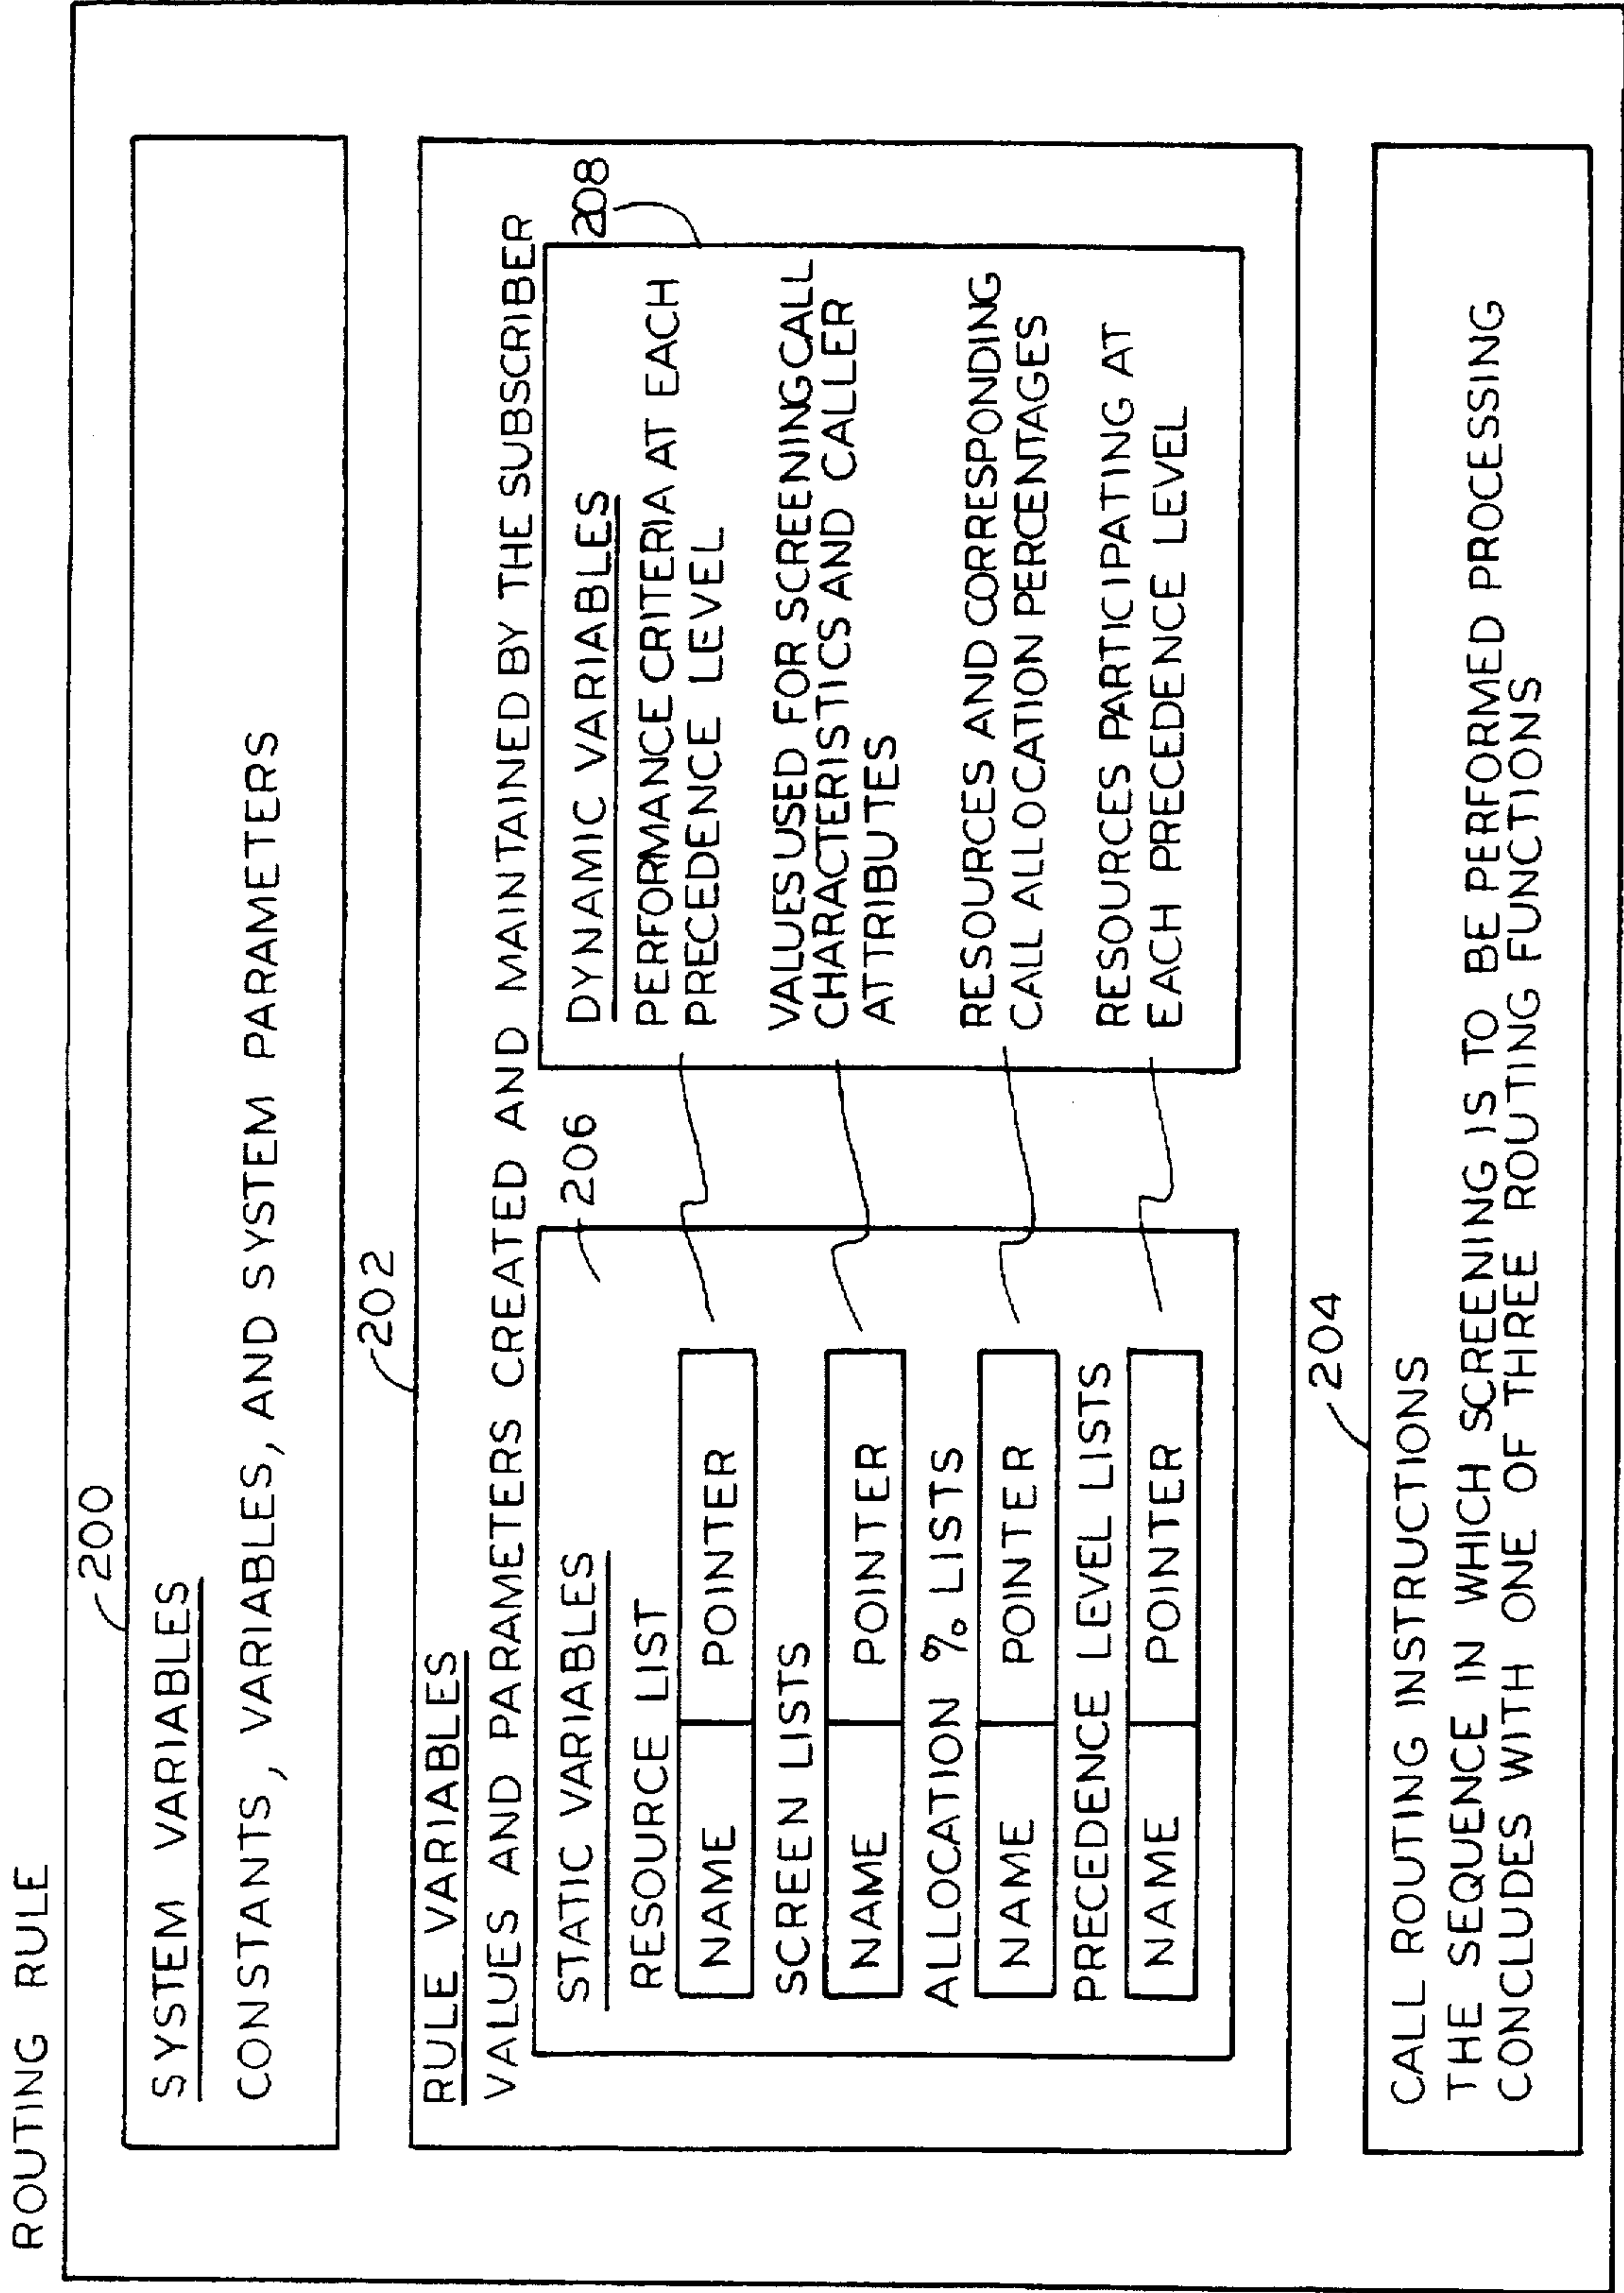 ROUTING RULE
200
SYSTEM VARIABLES
CONSTANTS, VARIABLES, AND SYSTEM PARAMETERS
202
RULE VARIABLES
VALUES AND PARAMETERS CREATED AND MAINTAINED BY THE SUBSCRIBER
206
STATIC VARIABLES
RESOURCE LIST
NAME POINTER
SCREEN LISTS
NAME POINTER
ALLOCATION % LISTS
NAME POINTER
PRECEDENCE LEVEL LISTS
NAME POINTER
208
DYNAMIC VARIABLES
PERFORMANCE CRITERIA AT EACH
PRECEDENCE LEVEL
VALUES USED FOR SCREENING CALL
CHARACTERISTICS AND CALLER
ATTRIBUTES
RESOURCES AND CORRESPONDING
CALL ALLOCATION PERCENTAGES
RESOURCES PARTICIPATING AT
EACH PRECEDENCE LEVEL
204
CALL ROUTING INSTRUCTIONS
THE SEQUENCE IN WHICH SCREENING IS TO BE PERFORMED PROCESSING
CONCLUDES WITH ONE OF THREE ROUTING FUNCTIONS